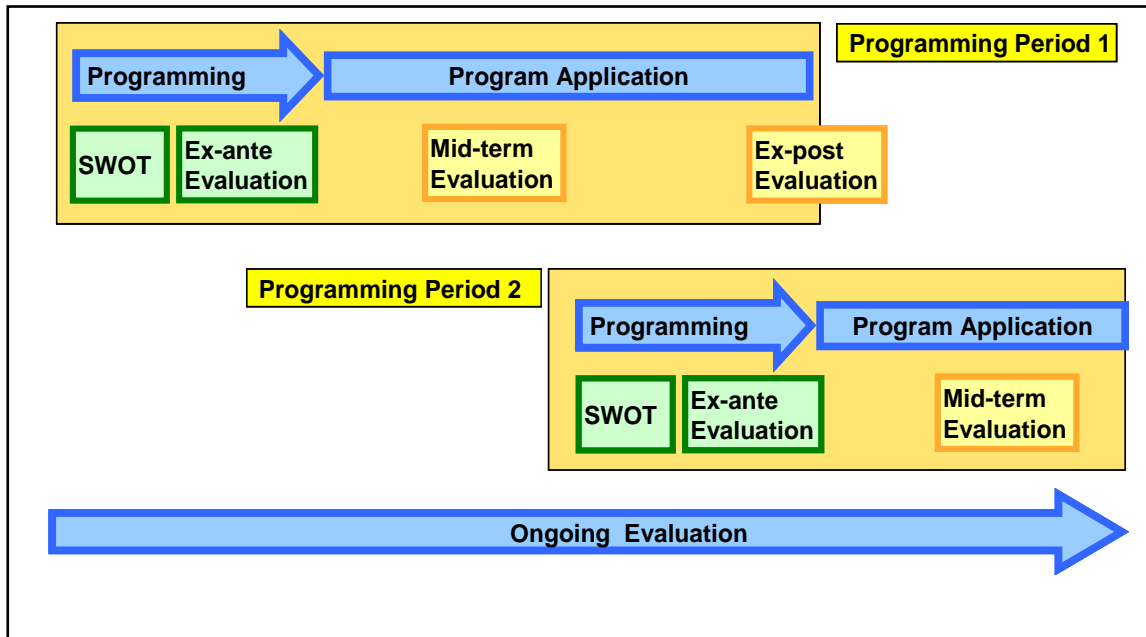 Programming Period 1
Programming
Program Application
SWOT
Ex-ante
Evaluation
Mid-term
Evaluation
Ex-post
Evaluation
Programming Period 2
Programming
Program Application
SWOT
Ex-ante
Evaluation
Mid-term
Evaluation
Ongoing Evaluation